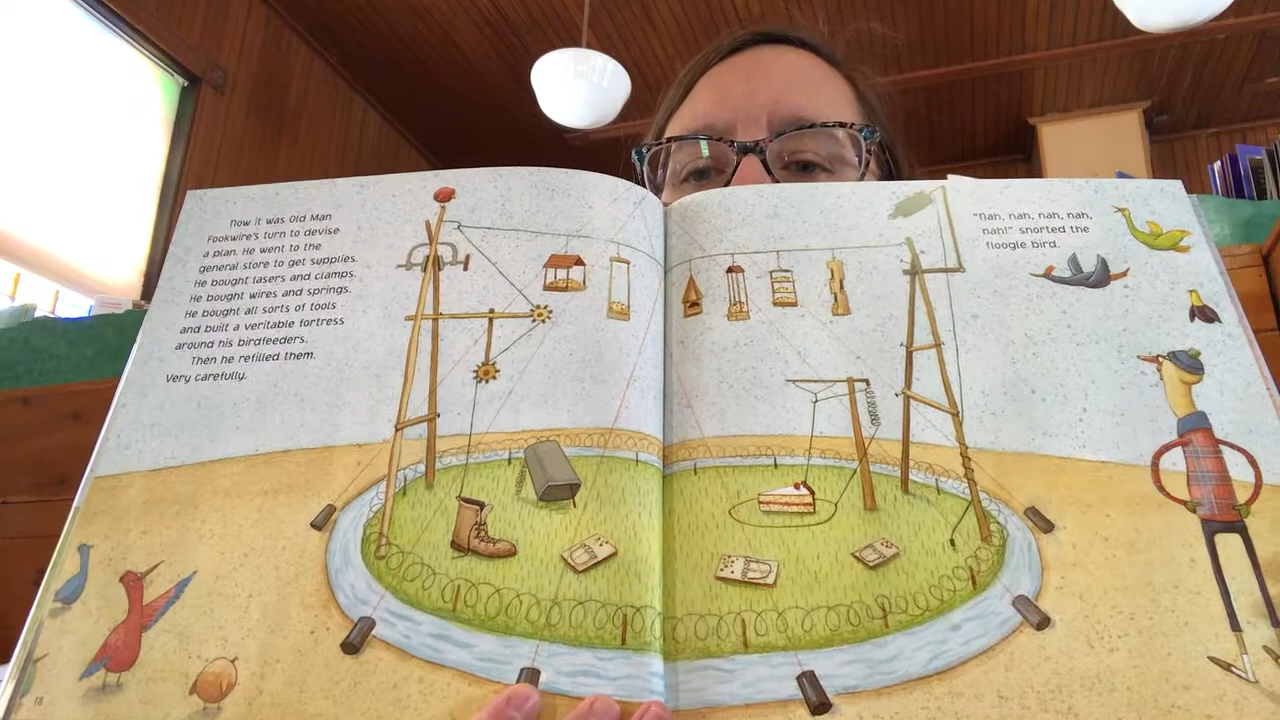 Now it was Old Man
Fookwire's turn to devise
a plan. He went to the
general store to get supplies.
He bought lasers and clamps.
He bought wires and springs.
He bought all sorts of tools
and built a veritable fortress
around his birdfeeders.
Then he refilled them.
Very carefully.
18
"Nah, nah, nah, nah,
nah!" snorted the
floogle bird.